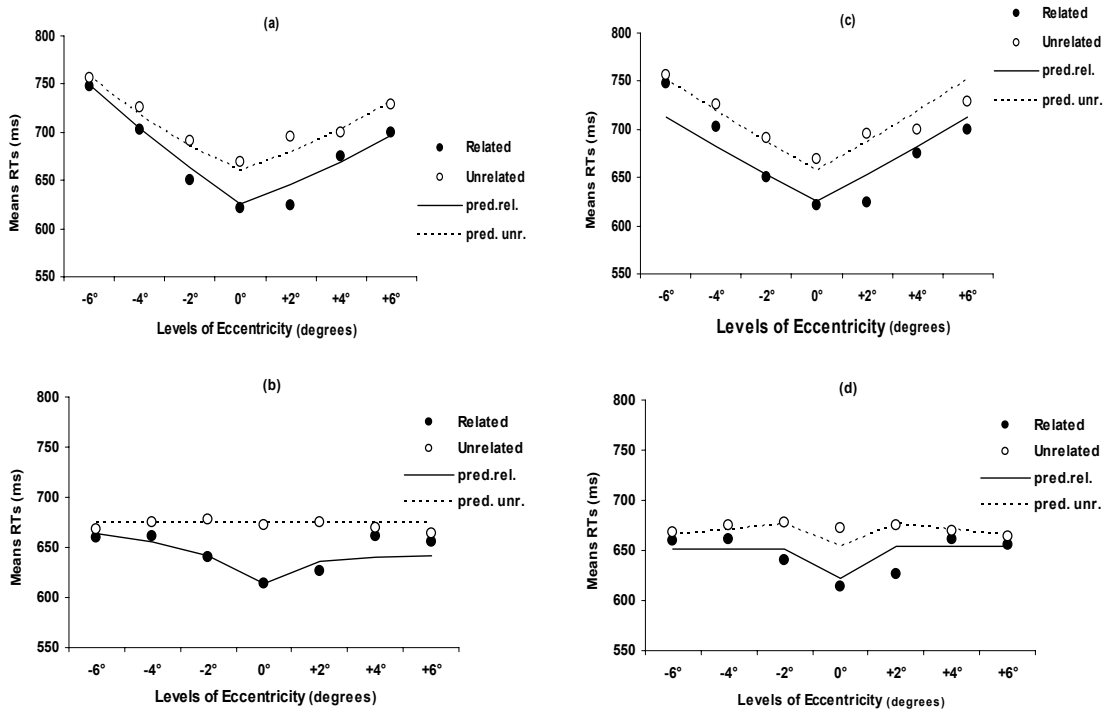 (a)
800
750
700
650
600
550
Means RTs (ms)
-6° -4° -2° 0° +2° +4° +6°
Levels of Eccentricity (degrees)
Related
Unrelated
pred.rel.
pred. unr.
(c)
800
750
700
650
600
550
Means RTs (ms)
-6° -4° -2° 0° +2° +4° +6°
Levels of Eccentricity (degrees)
Related
Unrelated
pred.rel.
pred. unr.
(b)
800
750
700
650
600
550
Means RTs (ms)
-6° -4° -2° 0° +2° +4° +6°
Levels of Eccentricity (degrees)
Related
Unrelated
pred.rel.
pred. unr.
(d)
800
750
700
650
600
550
Means RTs (ms)
-6° -4° -2° 0° +2° +4° +6°
Levels of Eccentricity (degrees)
Related
Unrelated
pred.rel.
pred. unr.